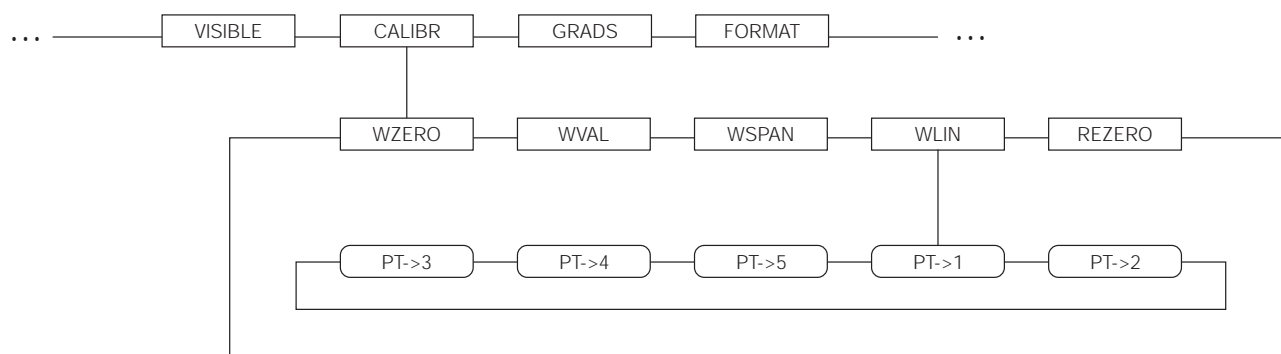 ... VISIBLE CALIBR GRADS FORMAT ...
WZERO WVAL WSPAN WLIN REZERO
PT->3 PT->4 PT->5 PT->1 PT->2